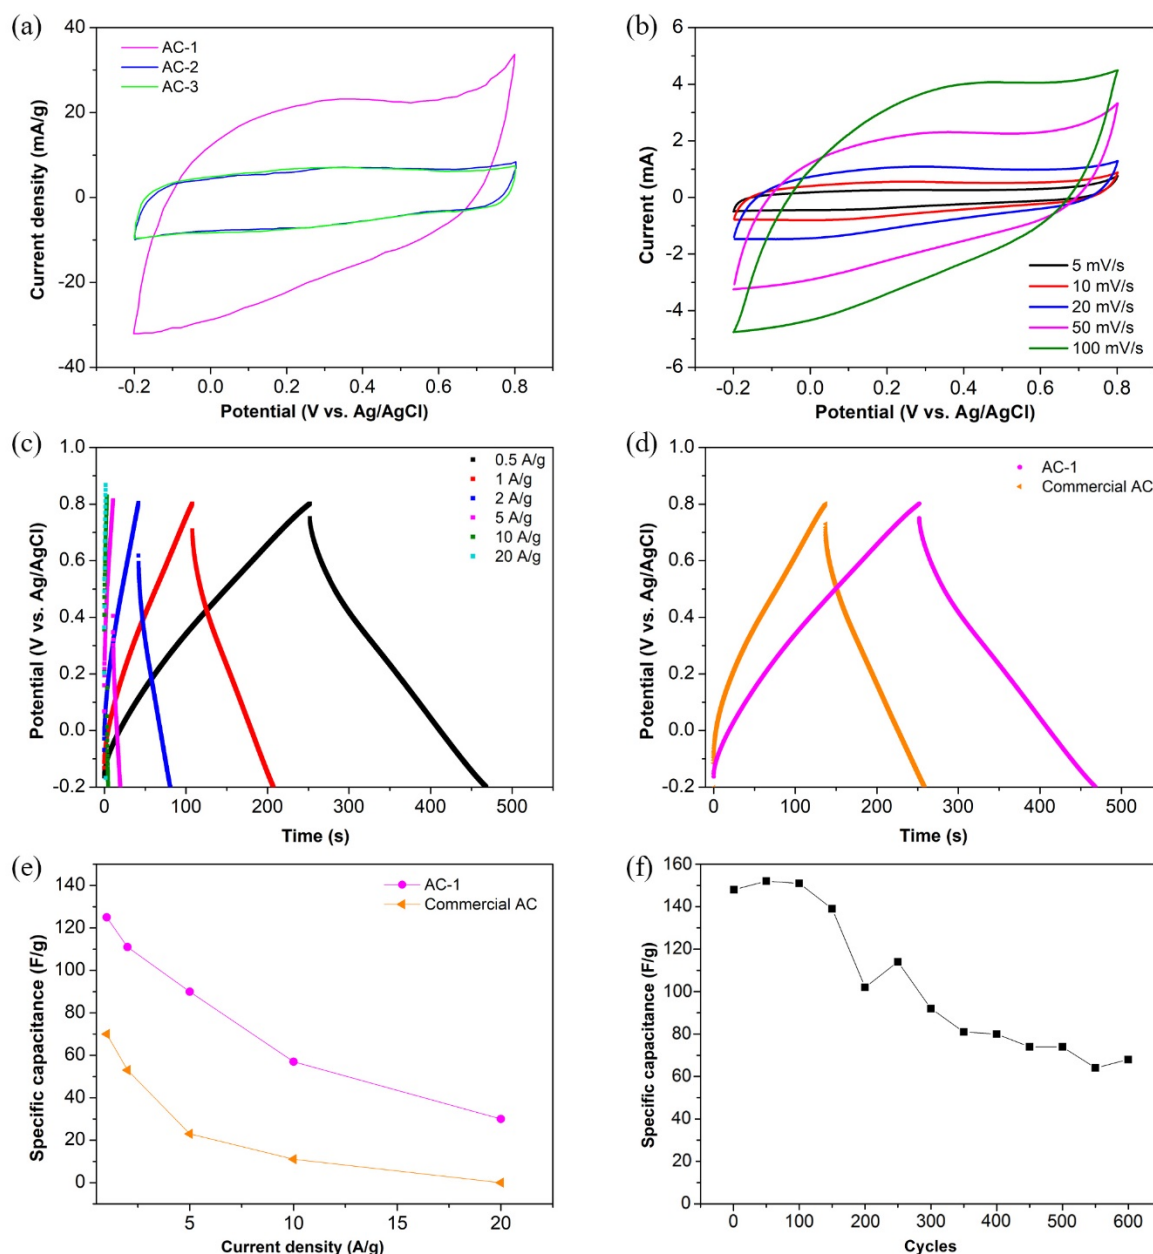 (a)
AC-1
AC-2
AC-3
40
20
0
-20
-40
Current density (mA/g)
-0.2
0.0
0.2
0.4
0.6
0.8
Potential (V vs. Ag/AgCl)
(b)
6
4
2
0
-2
-4
-6
Current (mA)
5 mV/s
10 mV/s
20 mV/s
50 mV/s
100 mV/s
-0.2
0.0
0.2
0.4
0.6
0.8
Potential (V vs. Ag/AgCl)
(c)
1.0
0.8
0.6
0.4
0.2
0.0
-0.2
Potential (V vs. Ag/AgCl)
0.5 A/g
1 A/g
2 A/g
5 A/g
10 A/g
20 A/g
0
100
200
300
400
500
Time (s)
(d)
1.0
0.8
0.6
0.4
0.2
0.0
-0.2
Potential (V vs. Ag/AgCl)
AC-1
Commercial AC
0
100
200
300
400
500
Time (s)
(e)
140
120
100
80
60
40
20
0
Specific capacitance (F/g)
AC-1
Commercial AC
5
10
15
20
Current density (A/g)
(f)
160
140
120
100
80
60
40
20
0
Specific capacitance (F/g)
0
100
200
300
400
500
600
Cycles